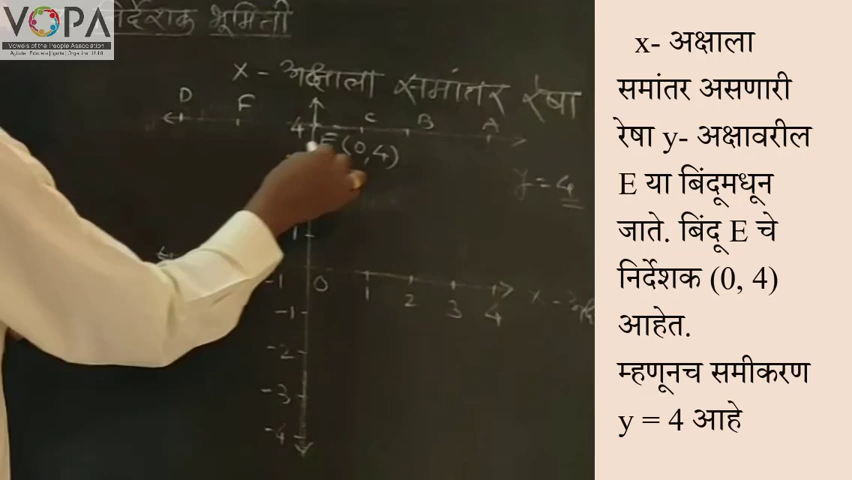 VOPA
Vowels of the People Association
निर्देशक भूमिती
x - अक्षाला समांतर रेषा
D F C B A
4
E (0,4)
y = 4
1
-1 0 1 2 3 4 x -
-1
-2
-3
-4
x- अक्षाला
समांतर असणारी
रेषा y- अक्षावरील
E या बिंदूमधून
जाते. बिंदू E चे
निर्देशक (0, 4)
आहेत.
म्हणूनच समीकरण
y = 4 आहे